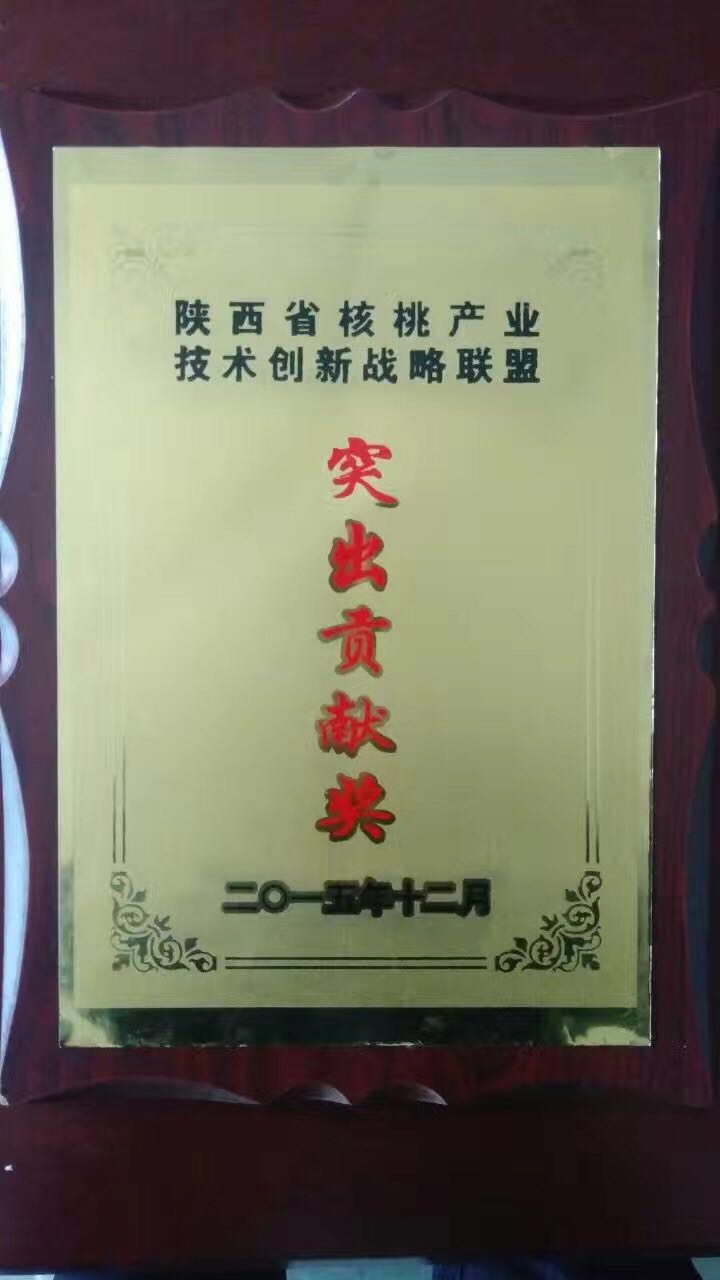 陕西省核桃产业
技术创新战略联盟
突出贡献奖
二〇一五年十二月